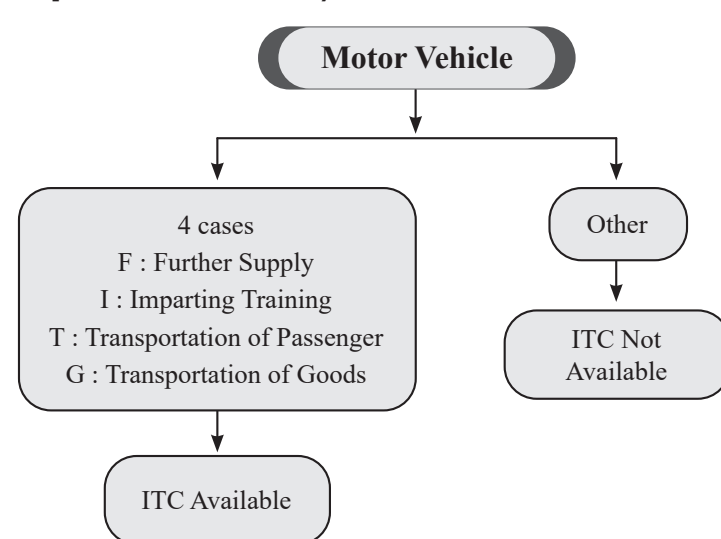 Motor Vehicle
4 cases
F : Further Supply
I : Imparting Training
T : Transportation of Passenger
G : Transportation of Goods
Other
ITC Not
Available
ITC Available